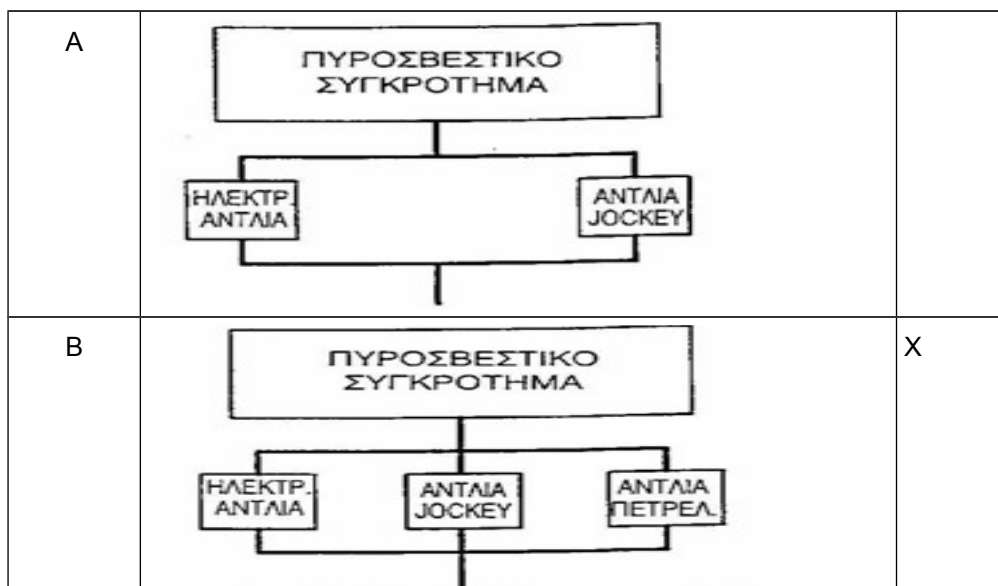 Α
ΠΥΡΟΣΒΕΣΤΙΚΟ
ΣΥΓΚΡΟΤΗΜΑ
ΗΛΕΚΤΡ.
ΑΝΤΛΙΑ
ΑΝΤΛΙΑ
JOCKEY
Β
X
ΠΥΡΟΣΒΕΣΤΙΚΟ
ΣΥΓΚΡΟΤΗΜΑ
ΗΛΕΚΤΡ.
ΑΝΤΛΙΑ
ΑΝΤΛΙΑ
JOCKEY
ΑΝΤΛΙΑ
ΠΕΤΡΕΛ.